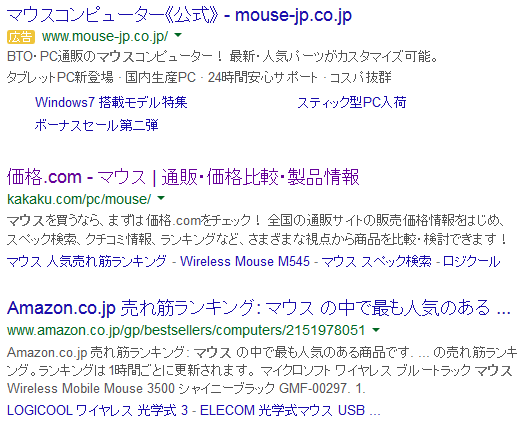 マウスコンピューター《公式》 - mouse-jp.co.jp
広告 www.mouse-jp.co.jp/
BTO・PC通販のマウスコンピューター！ 最新・人気パーツがカスタマイズ可能。
タブレットPC新登場 · 国内生産PC · 24時間安心サポート · コスパ抜群
Windows7 搭載モデル特集 スティック型PC入荷
ボーナスセール第二弾
価格.com - マウス | 通販・価格比較・製品情報
kakaku.com/pc/mouse/
マウスを買うなら、まずは価格.comをチェック！ 全国の通販サイトの販売価格情報をはじめ、
スペック検索、クチコミ情報、ランキングなど、さまざまな視点から商品を比較・検討できます！
マウス 人気売れ筋ランキング - Wireless Mouse M545 - マウス スペック検索 - ロジクール
Amazon.co.jp 売れ筋ランキング: マウス の中で最も人気のある ...
www.amazon.co.jp/gp/bestsellers/computers/2151978051
Amazon.co.jp 売れ筋ランキング: マウス の中で最も人気のある商品です. ... の売れ筋ランキ
ング。ランキングは1時間ごとに更新されます。 マイクロソフト ワイヤレス ブルートラック マウス
Wireless Mobile Mouse 3500 シャイニーブラック GMF-00297. 1.
LOGICOOL ワイヤレス 光学式 3 - ELECOM 光学式マウス USB ...